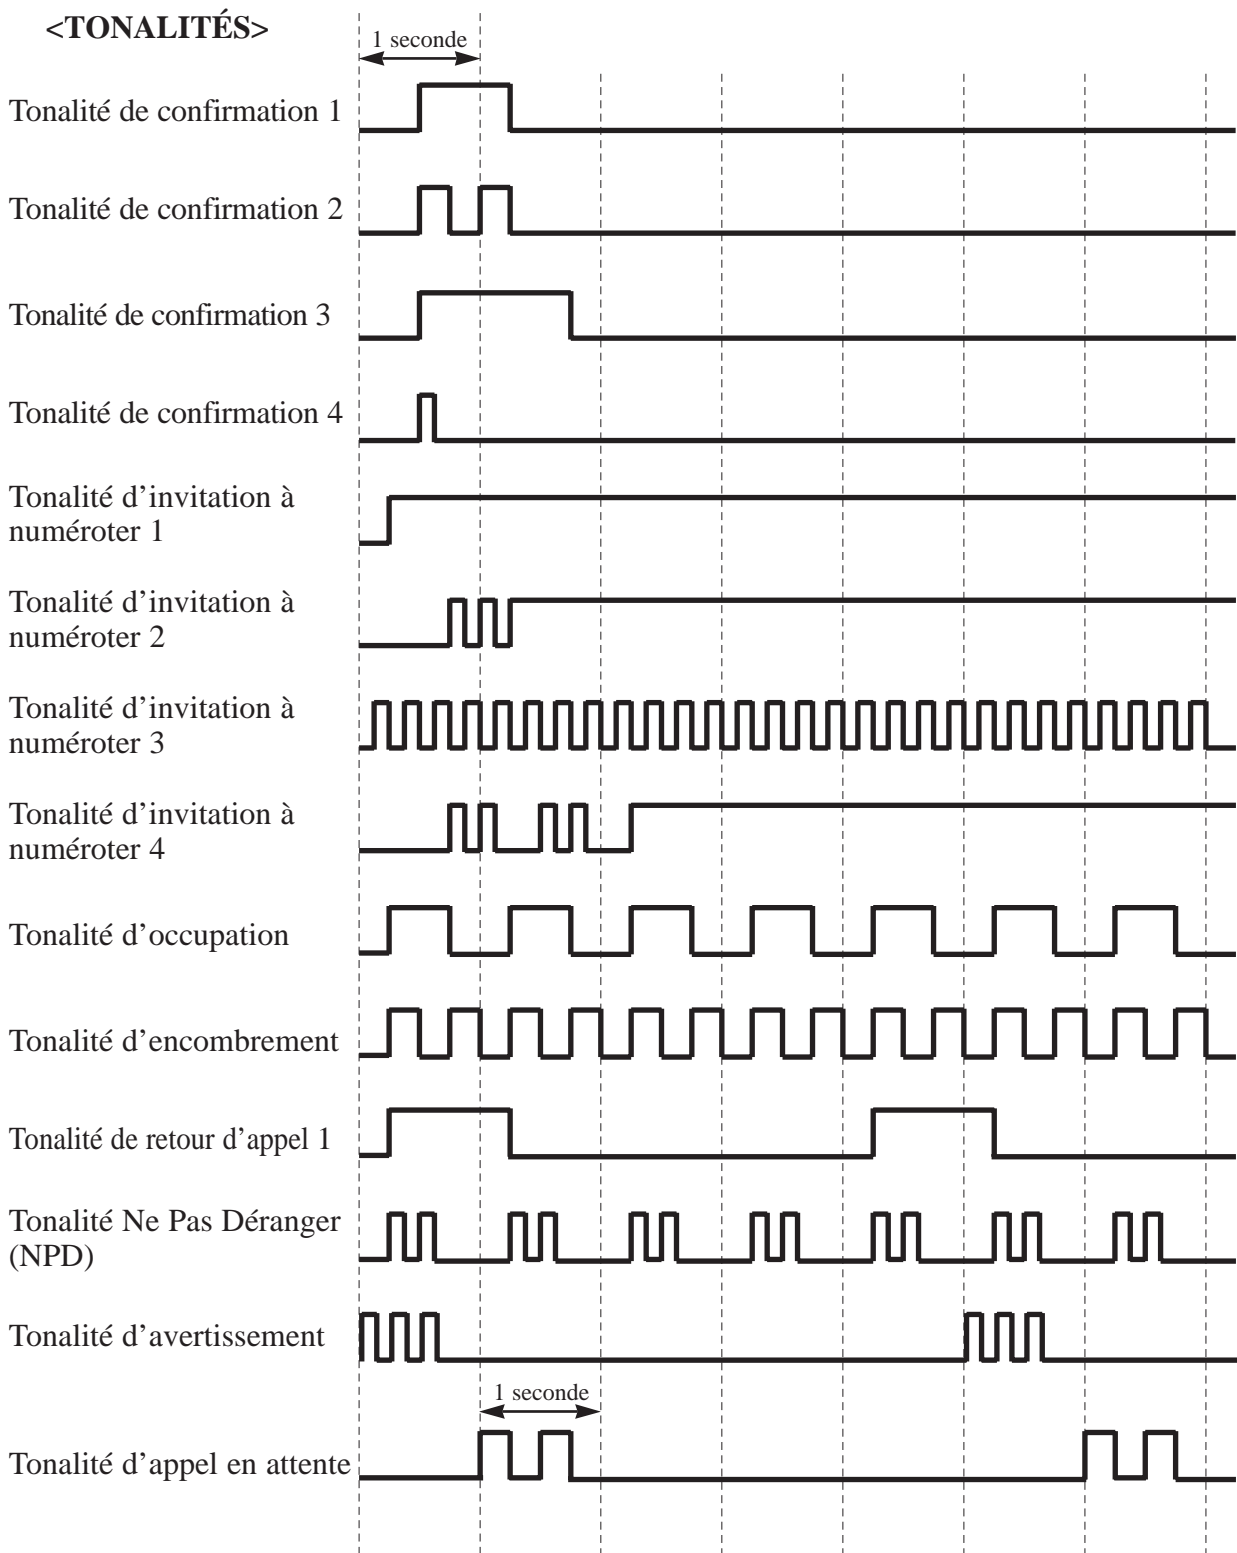 <TONALITÉS>
1 seconde
Tonalité de confirmation 1
Tonalité de confirmation 2
Tonalité de confirmation 3
Tonalité de confirmation 4
Tonalité d’invitation à
numéroter 1
Tonalité d’invitation à
numéroter 2
Tonalité d’invitation à
numéroter 3
Tonalité d’invitation à
numéroter 4
Tonalité d’occupation
Tonalité d’encombrement
Tonalité de retour d’appel 1
Tonalité Ne Pas Déranger
(NPD)
Tonalité d’avertissement
1 seconde
Tonalité d’appel en attente